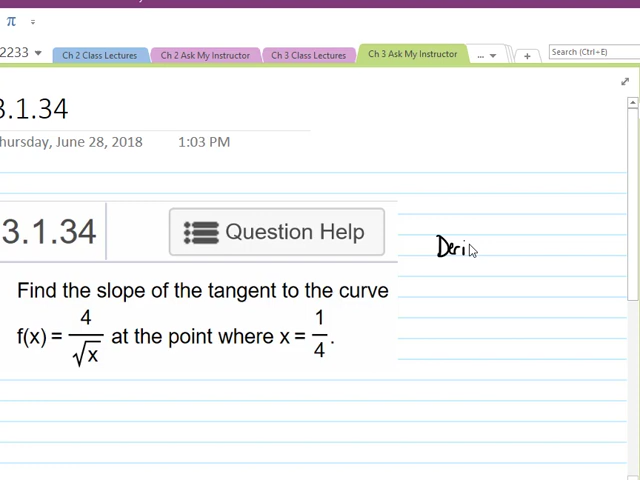 π
2233
Ch 2 Class Lectures
Ch 2 Ask My Instructor
Ch 3 Class Lectures
Ch 3 Ask My Instructor
...
+
Search (Ctrl+E)
3.1.34
hursday, June 28, 2018 1:03 PM
3.1.34
Question Help
Deri
Find the slope of the tangent to the curve
f(x) = 4/√x at the point where x = 1/4.